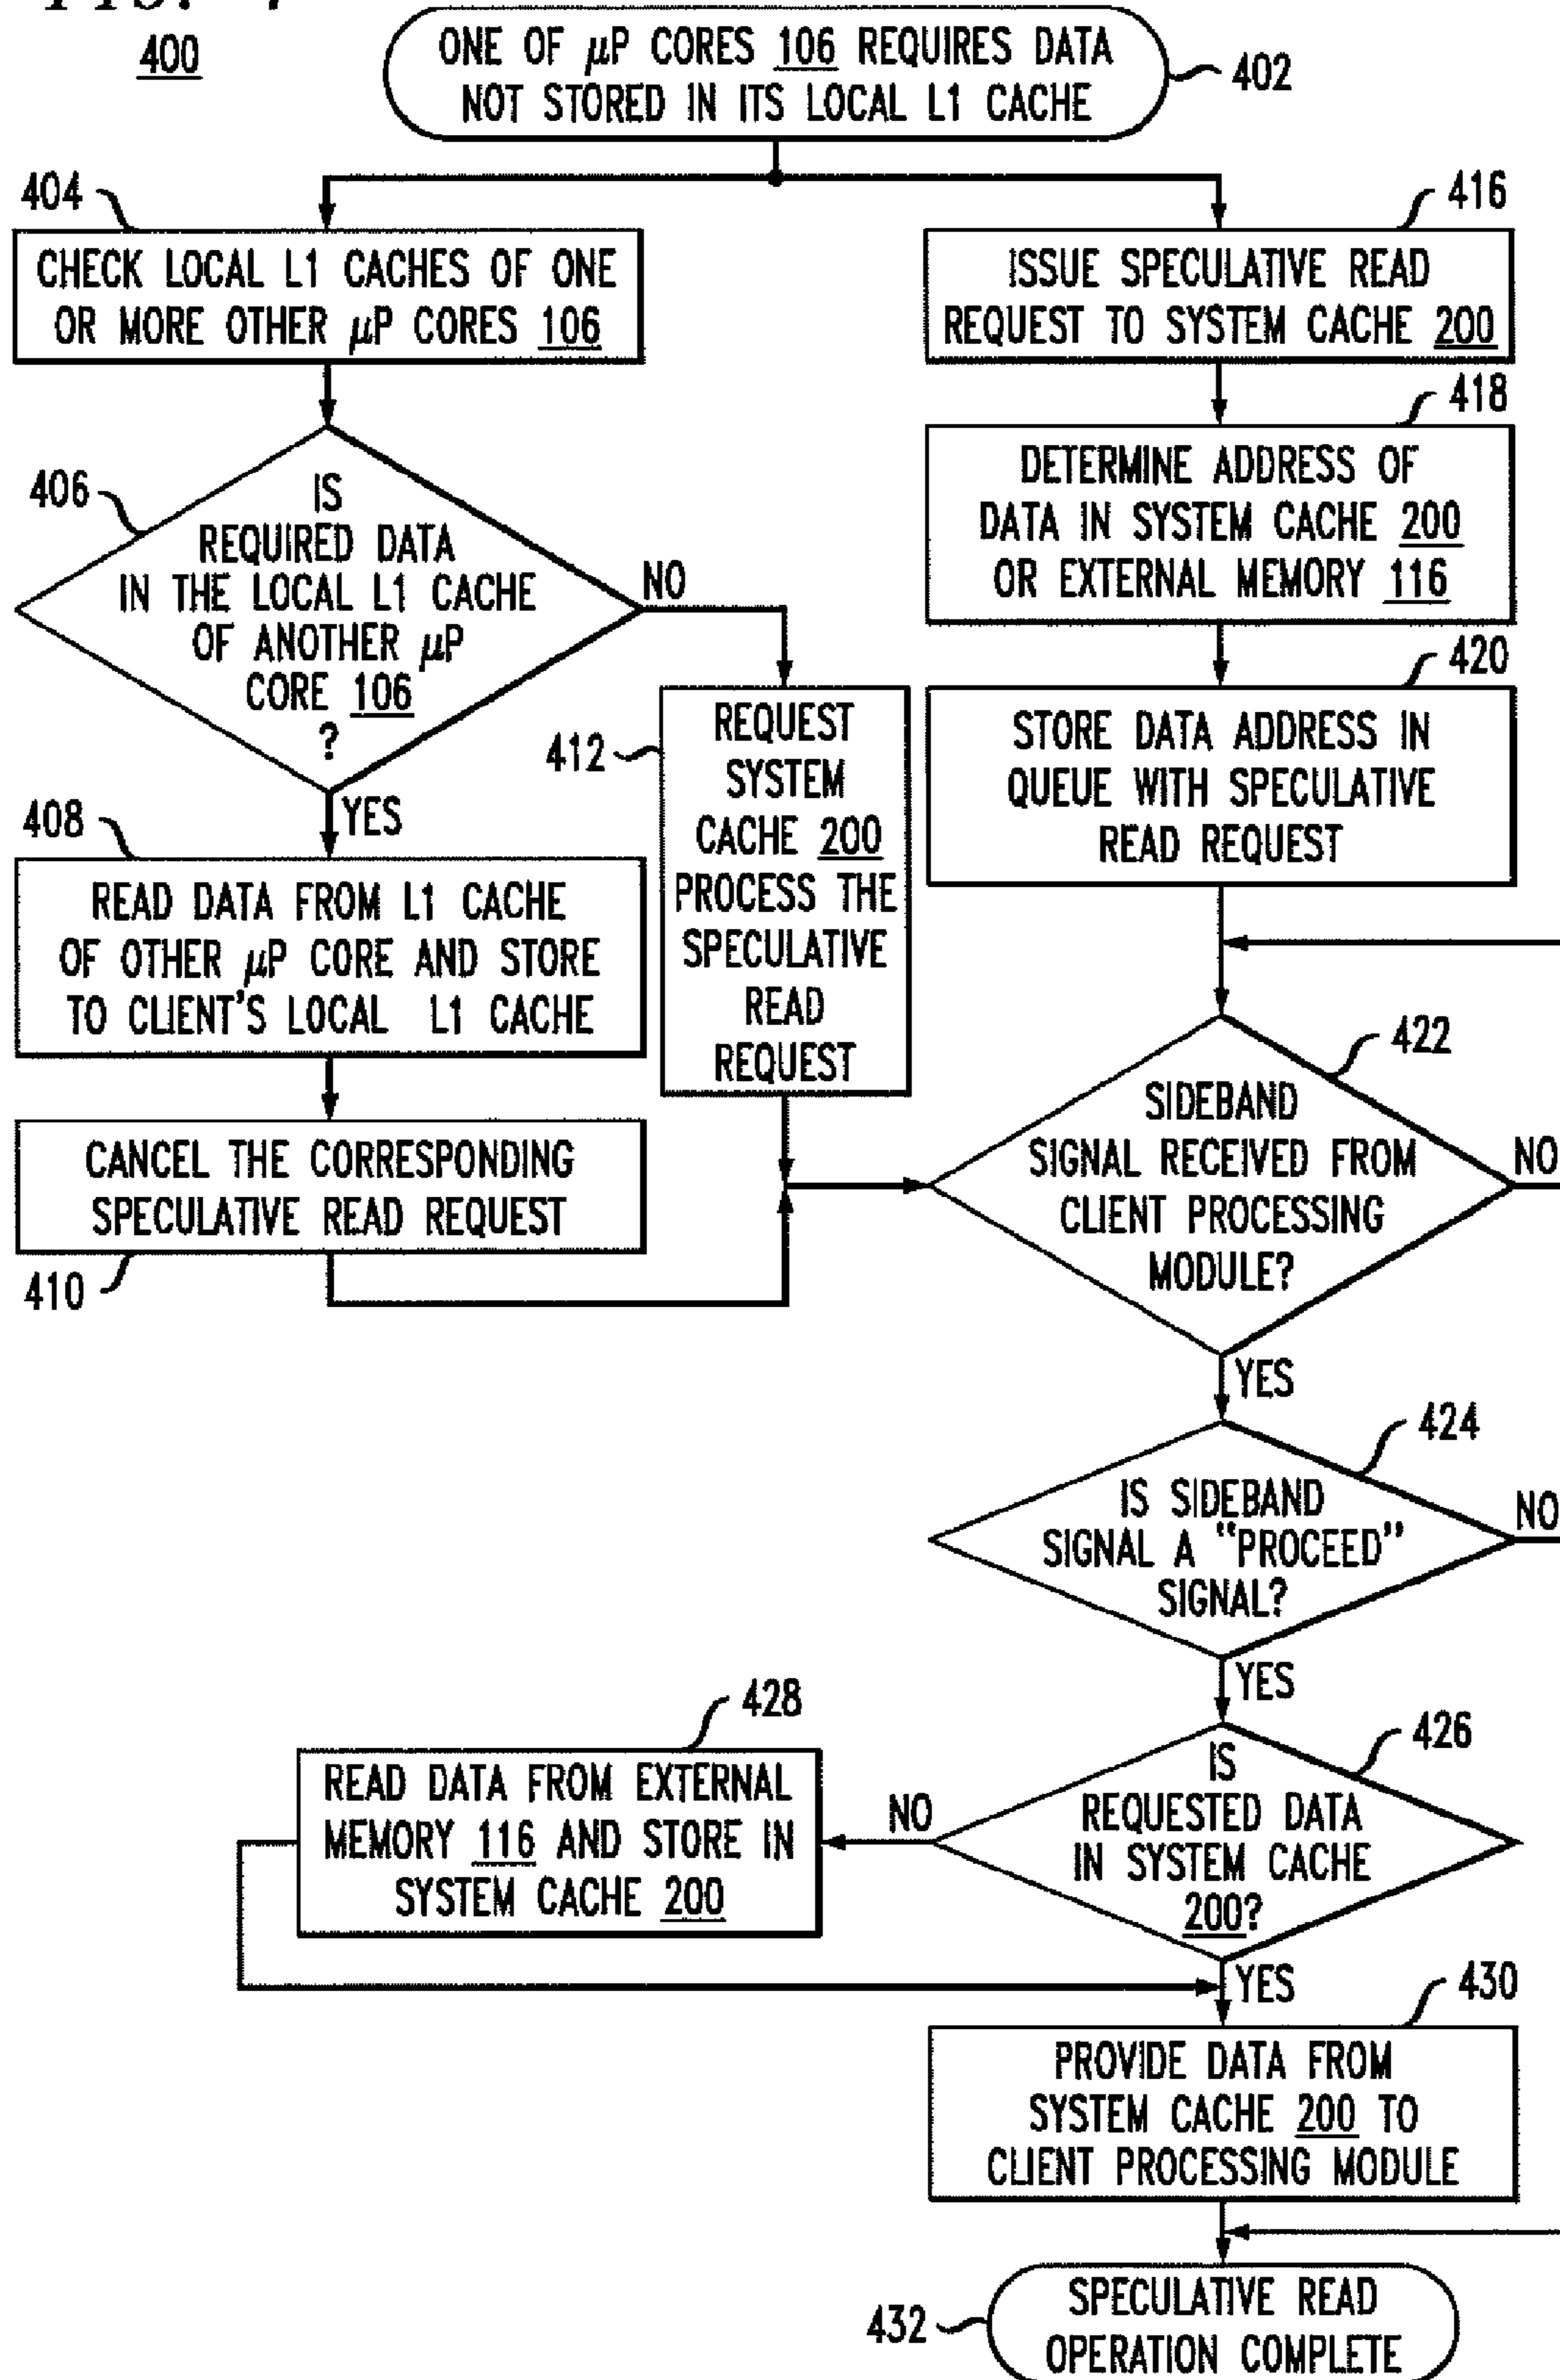 400
ONE OF μP CORES 106 REQUIRES DATA
NOT STORED IN ITS LOCAL L1 CACHE
402
404
CHECK LOCAL L1 CACHES OF ONE
OR MORE OTHER μP CORES 106
416
ISSUE SPECULATIVE READ
REQUEST TO SYSTEM CACHE 200
406
IS
REQUIRED DATA
IN THE LOCAL L1 CACHE
OF ANOTHER μP
CORE 106
?
NO
YES
418
DETERMINE ADDRESS OF
DATA IN SYSTEM CACHE 200
OR EXTERNAL MEMORY 116
420
STORE DATA ADDRESS IN
QUEUE WITH SPECULATIVE
READ REQUEST
412
REQUEST
SYSTEM
CACHE 200
PROCESS THE
SPECULATIVE
READ
REQUEST
408
READ DATA FROM L1 CACHE
OF OTHER μP CORE AND STORE
TO CLIENT'S LOCAL L1 CACHE
CANCEL THE CORRESPONDING
SPECULATIVE READ REQUEST
410
422
SIDEBAND
SIGNAL RECEIVED FROM
CLIENT PROCESSING
MODULE?
NO
YES
424
IS SIDEBAND
SIGNAL A "PROCEED"
SIGNAL?
NO
YES
426
IS
REQUESTED DATA
IN SYSTEM CACHE
200?
NO
YES
428
READ DATA FROM EXTERNAL
MEMORY 116 AND STORE IN
SYSTEM CACHE 200
430
PROVIDE DATA FROM
SYSTEM CACHE 200 TO
CLIENT PROCESSING MODULE
432
SPECULATIVE READ
OPERATION COMPLETE